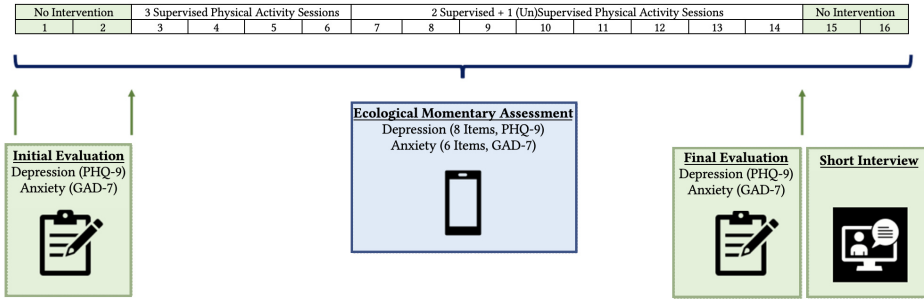 No Intervention 3 Supervised Physical Activity Sessions 2 Supervised + 1 (Un)Supervised Physical Activity Sessions No Intervention
1 2 3 4 5 6 7 8 9 10 11 12 13 14 15 16
Ecological Momentary Assessment
Depression (8 Items, PHQ-9)
Anxiety (6 Items, GAD-7)
Initial Evaluation
Depression (PHQ-9)
Anxiety (GAD-7)
Final Evaluation
Depression (PHQ-9)
Anxiety (GAD-7)
Short Interview